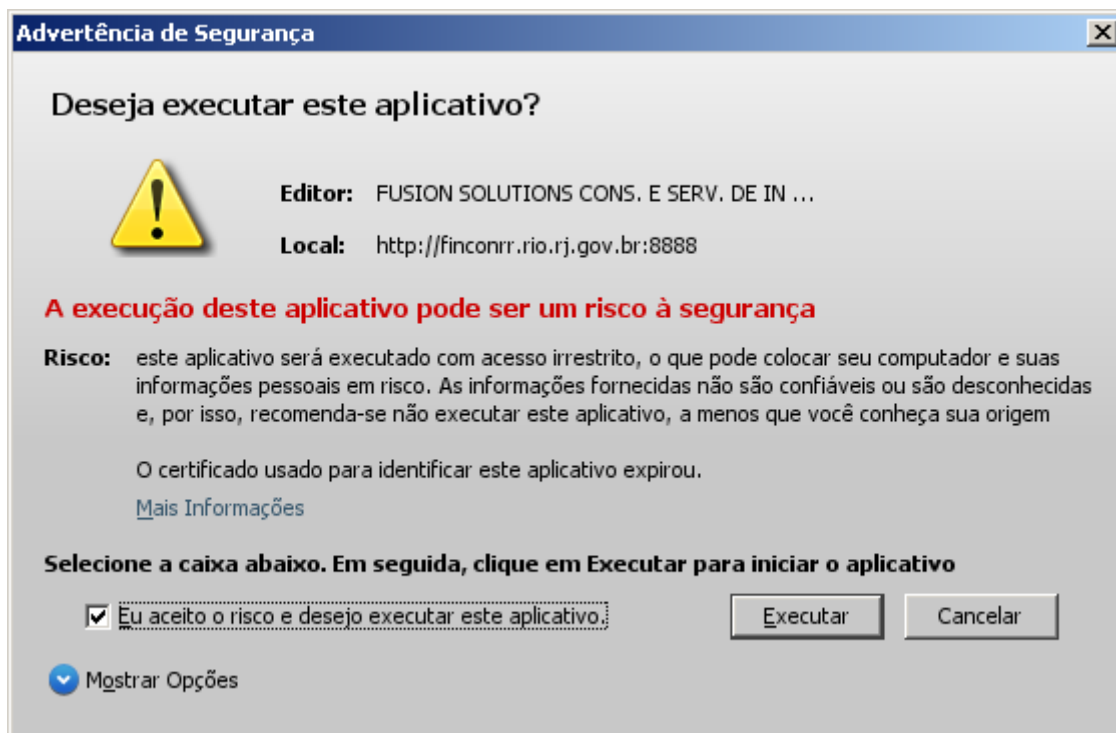 Advertência de Segurança
Deseja executar este aplicativo?
Editor: FUSION SOLUTIONS CONS. E SERV. DE IN ...
Local: http://finconrr.rio.rj.gov.br:8888
A execução deste aplicativo pode ser um risco à segurança
Risco: este aplicativo será executado com acesso irrestrito, o que pode colocar seu computador e suas
informações pessoais em risco. As informações fornecidas não são confiáveis ou são desconhecidas
e, por isso, recomenda-se não executar este aplicativo, a menos que você conheça sua origem
O certificado usado para identificar este aplicativo expirou.
Mais Informações
Selecione a caixa abaixo. Em seguida, clique em Executar para iniciar o aplicativo
Eu aceito o risco e desejo executar este aplicativo. Executar Cancelar
Mostrar Opções